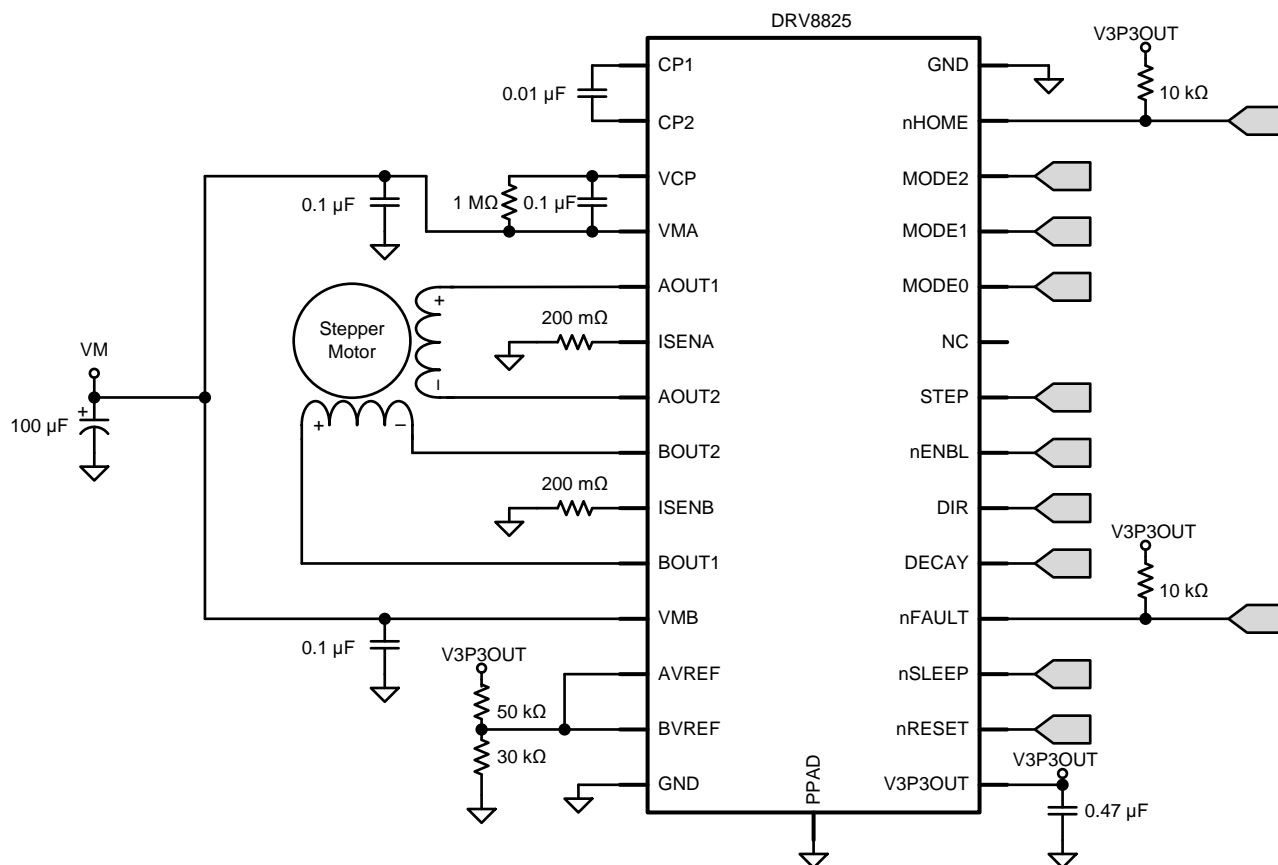 DRV8825
V3P3OUT
CP1
GND
0.01 µF
10 kΩ
CP2
nHOME
VCP
MODE2
0.1 µF
1 MΩ
0.1 µF
VMA
MODE1
AOUT1
MODE0
+
Stepper
Motor
200 mΩ
ISENA
NC
VM
–
AOUT2
STEP
+
100 µF
+
–
BOUT2
nENBL
200 mΩ
ISENB
DIR
V3P3OUT
BOUT1
DECAY
10 kΩ
VMB
nFAULT
0.1 µF
V3P3OUT
AVREF
nSLEEP
50 kΩ
BVREF
nRESET
30 kΩ
V3P3OUT
GND
PPAD
V3P3OUT
0.47 µF